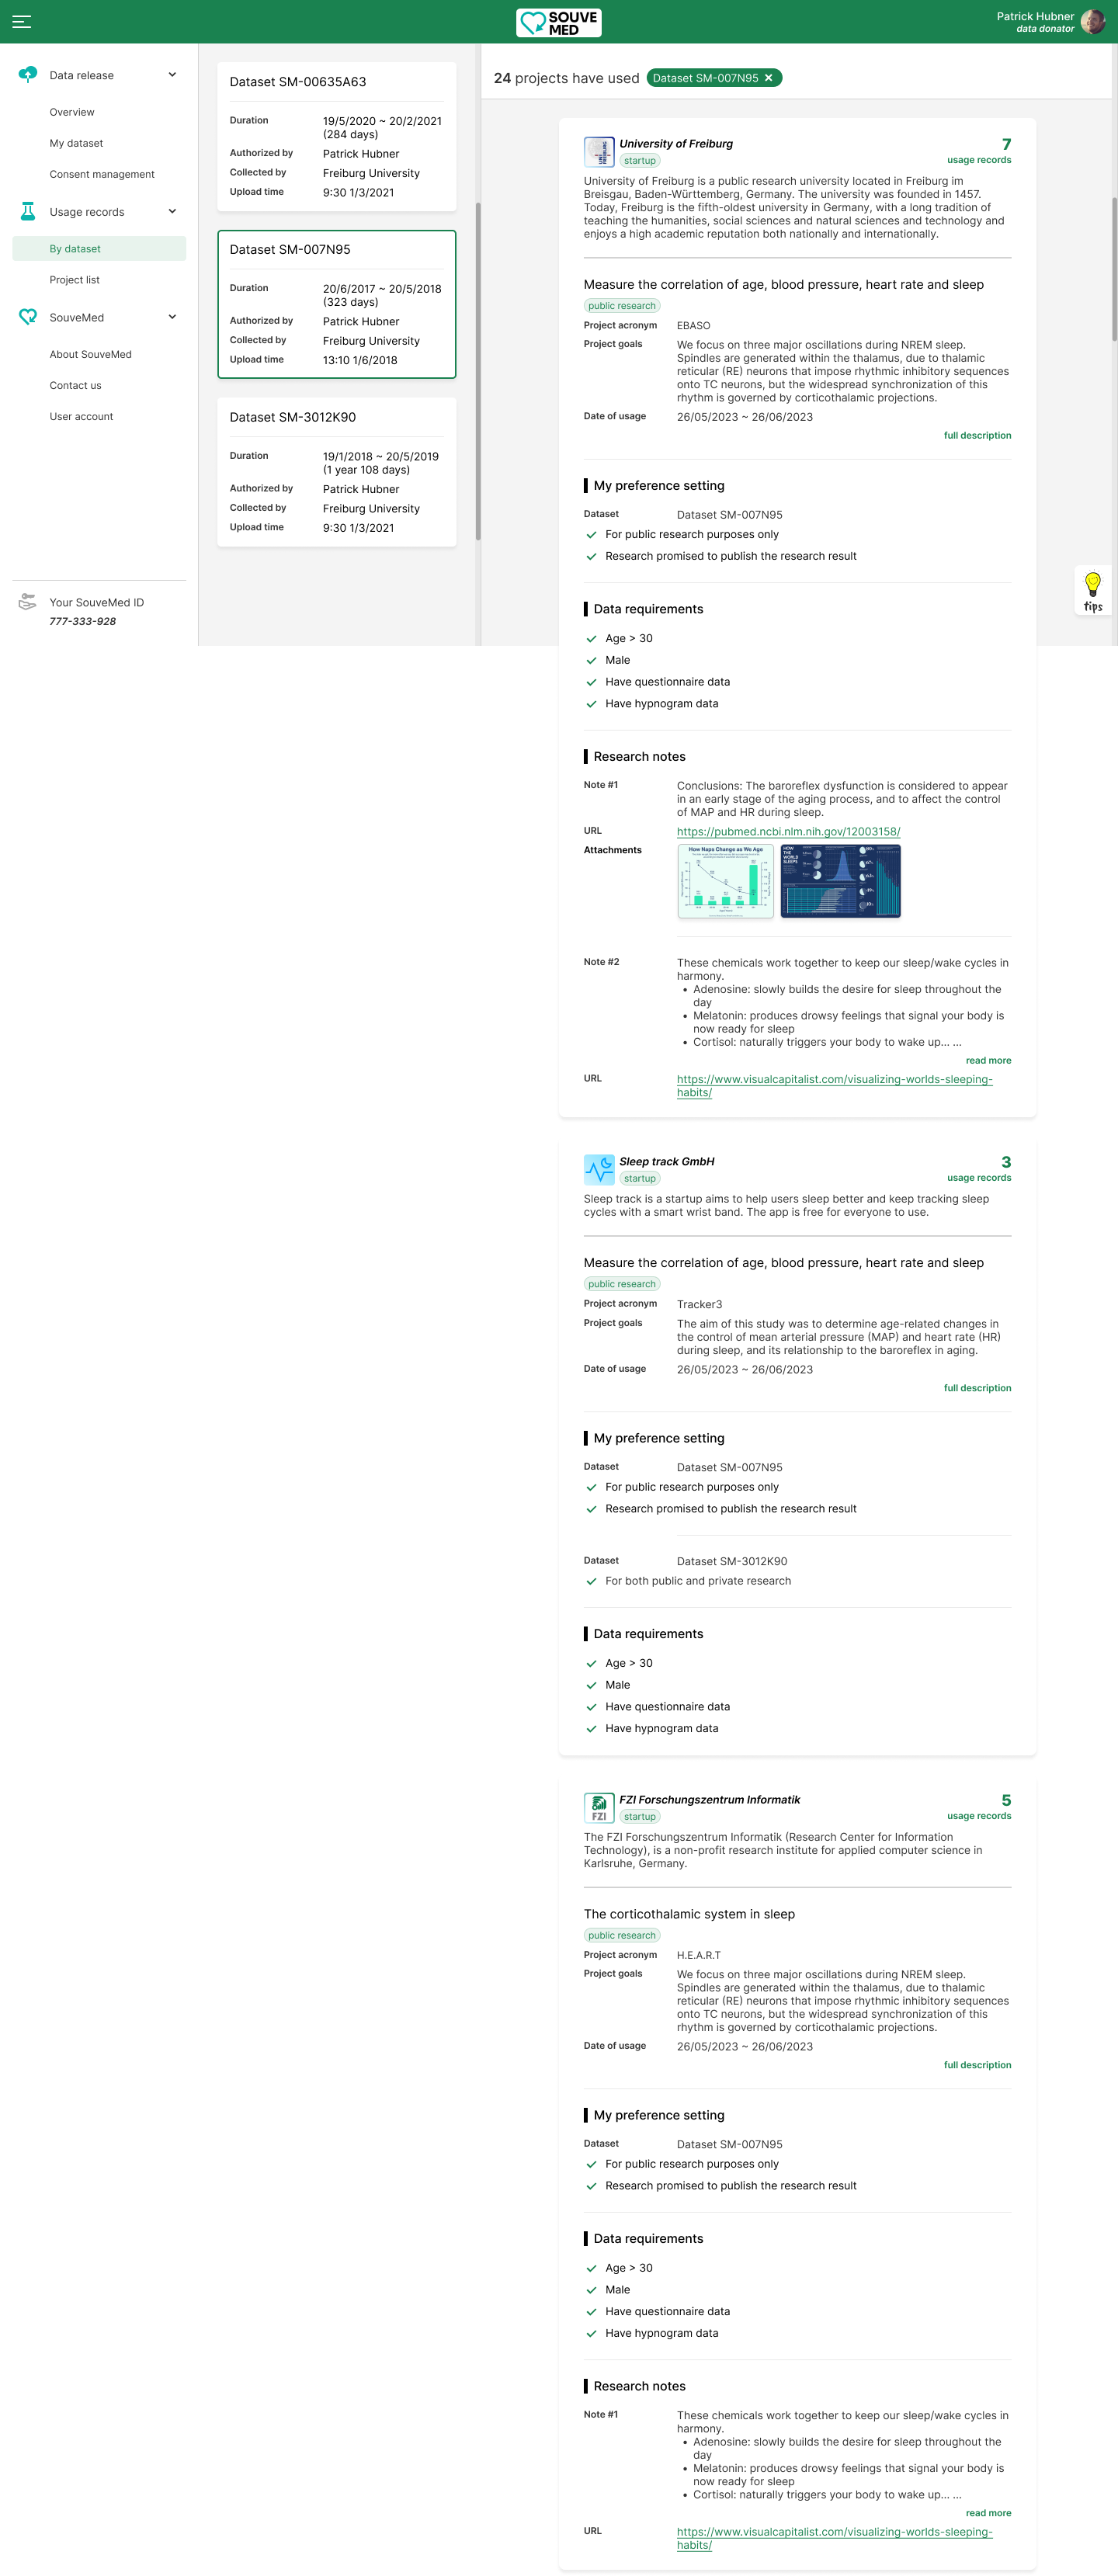 SOUVE
MED
Patrick Hubner
data donator
Data release
Overview
My dataset
Consent management
Usage records
By dataset
Project list
SouveMed
About SouveMed
Contact us
User account
Your SouveMed ID
777-333-928
Dataset SM-00635A63
Duration 19/5/2020 ~ 20/2/2021
(284 days)
Authorized by Patrick Hubner
Collected by Freiburg University
Upload time 9:30 1/3/2021
Dataset SM-007N95
Duration 20/6/2017 ~ 20/5/2018
(323 days)
Authorized by Patrick Hubner
Collected by Freiburg University
Upload time 13:10 1/6/2018
Dataset SM-3012K90
Duration 19/1/2018 ~ 20/5/2019
(1 year 108 days)
Authorized by Patrick Hubner
Collected by Freiburg University
Upload time 9:30 1/3/2021
24 projects have used Dataset SM-007N95
tips
University of Freiburg
startup
7
usage records
University of Freiburg is a public research university located in Freiburg im
Breisgau, Baden-Württemberg, Germany. The university was founded in 1457.
Today, Freiburg is the fifth-oldest university in Germany, with a long tradition of
teaching the humanities, social sciences and natural sciences and technology and
enjoys a high academic reputation both nationally and internationally.
Measure the correlation of age, blood pressure, heart rate and sleep
public research
Project acronym EBASO
Project goals We focus on three major oscillations during NREM sleep.
Spindles are generated within the thalamus, due to thalamic
reticular (RE) neurons that impose rhythmic inhibitory sequences
onto TC neurons, but the widespread synchronization of this
rhythm is governed by corticothalamic projections.
Date of usage 26/05/2023 ~ 26/06/2023
full description
My preference setting
Dataset Dataset SM-007N95
For public research purposes only
Research promised to publish the research result
Data requirements
Age > 30
Male
Have questionnaire data
Have hypnogram data
Research notes
Note #1 Conclusions: The baroreflex dysfunction is considered to appear
in an early stage of the aging process, and to affect the control
of MAP and HR during sleep.
URL https://pubmed.ncbi.nlm.nih.gov/12003158/
Attachments
How Naps Change as We Age
HOW
THE
WORLD
SLEEPS
Note #2 These chemicals work together to keep our sleep/wake cycles in
harmony.
• Adenosine: slowly builds the desire for sleep throughout the
day
• Melatonin: produces drowsy feelings that signal your body is
now ready for sleep
• Cortisol: naturally triggers your body to wake up... ...
read more
URL https://www.visualcapitalist.com/visualizing-worlds-sleeping-
habits/
Sleep track GmbH
startup
3
usage records
Sleep track is a startup aims to help users sleep better and keep tracking sleep
cycles with a smart wrist band. The app is free for everyone to use.
Measure the correlation of age, blood pressure, heart rate and sleep
public research
Project acronym Tracker3
Project goals The aim of this study was to determine age-related changes in
the control of mean arterial pressure (MAP) and heart rate (HR)
during sleep, and its relationship to the baroreflex in aging.
Date of usage 26/05/2023 ~ 26/06/2023
full description
My preference setting
Dataset Dataset SM-007N95
For public research purposes only
Research promised to publish the research result
Dataset Dataset SM-3012K90
For both public and private research
Data requirements
Age > 30
Male
Have questionnaire data
Have hypnogram data
FZI
FZI Forschungszentrum Informatik
startup
5
usage records
The FZI Forschungszentrum Informatik (Research Center for Information
Technology), is a non-profit research institute for applied computer science in
Karlsruhe, Germany.
The corticothalamic system in sleep
public research
Project acronym H.E.A.R.T
Project goals We focus on three major oscillations during NREM sleep.
Spindles are generated within the thalamus, due to thalamic
reticular (RE) neurons that impose rhythmic inhibitory sequences
onto TC neurons, but the widespread synchronization of this
rhythm is governed by corticothalamic projections.
Date of usage 26/05/2023 ~ 26/06/2023
full description
My preference setting
Dataset Dataset SM-007N95
For public research purposes only
Research promised to publish the research result
Data requirements
Age > 30
Male
Have questionnaire data
Have hypnogram data
Research notes
Note #1 These chemicals work together to keep our sleep/wake cycles in
harmony.
• Adenosine: slowly builds the desire for sleep throughout the
day
• Melatonin: produces drowsy feelings that signal your body is
now ready for sleep
• Cortisol: naturally triggers your body to wake up... ...
read more
URL https://www.visualcapitalist.com/visualizing-worlds-sleeping-
habits/